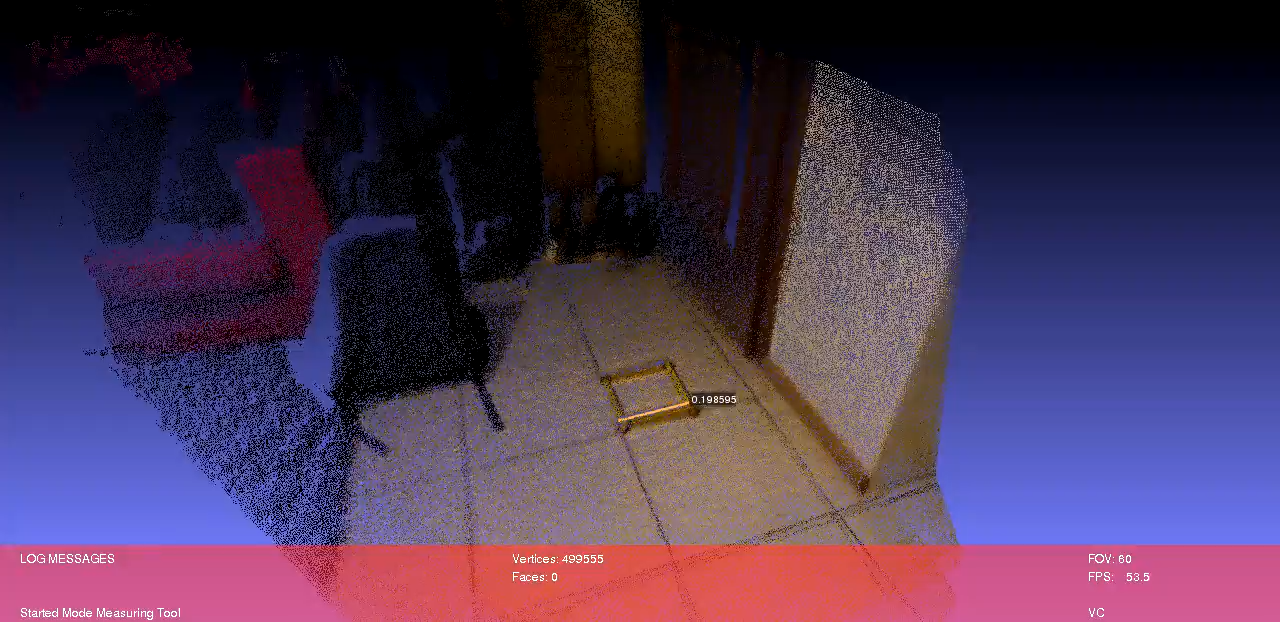 0.198595
LOG MESSAGES
Vertices: 499555
FOV: 60
Faces: 0
FPS: 53.5
Started Mode Measuring Tool
VC